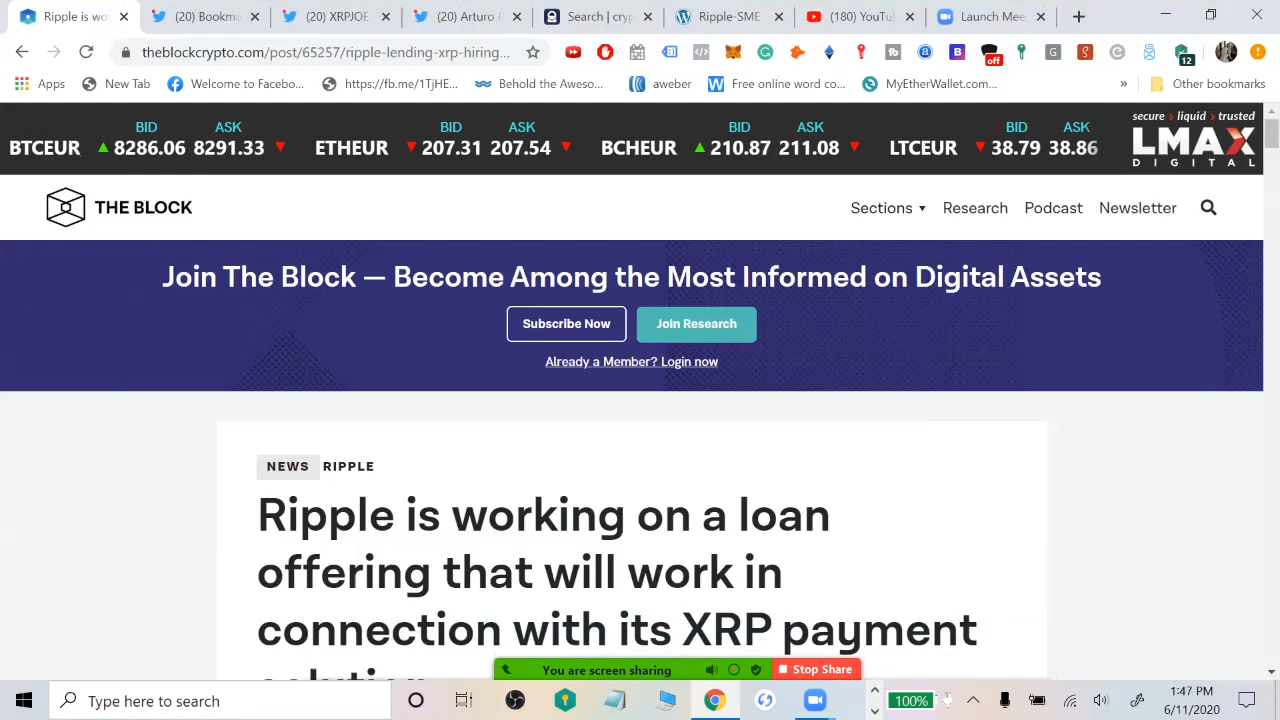 Ripple is wo
(20) Bookma
(20) XRPJOE
(20) Arturo P
Search | cryp
Ripple-SME
(180) YouTu
Launch Mee
theblockcrypto.com/post/65257/ripple-lending-xrp-hiring...
off
12
Apps
New Tab
Welcome to Facebo...
https://fb.me/1TjHE...
Behold the Aweso...
aweber
Free online word co...
MyEtherWallet.com...
»
Other bookmarks
BID ASK BID ASK BID ASK BID ASK
BTCEUR 8286.06 8291.33 ETHEUR 207.31 207.54 BCHEUR 210.87 211.08 LTCEUR 38.79 38.86
secure › liquid › trusted
LMAX
DIGITAL
THE BLOCK
Sections Research Podcast Newsletter
Join The Block — Become Among the Most Informed on Digital Assets
Subscribe Now Join Research
Already a Member? Login now
NEWS RIPPLE
Ripple is working on a loan
offering that will work in
connection with its XRP payment
You are screen sharing Stop Share
Type here to search
100%
1:47 PM
6/11/2020